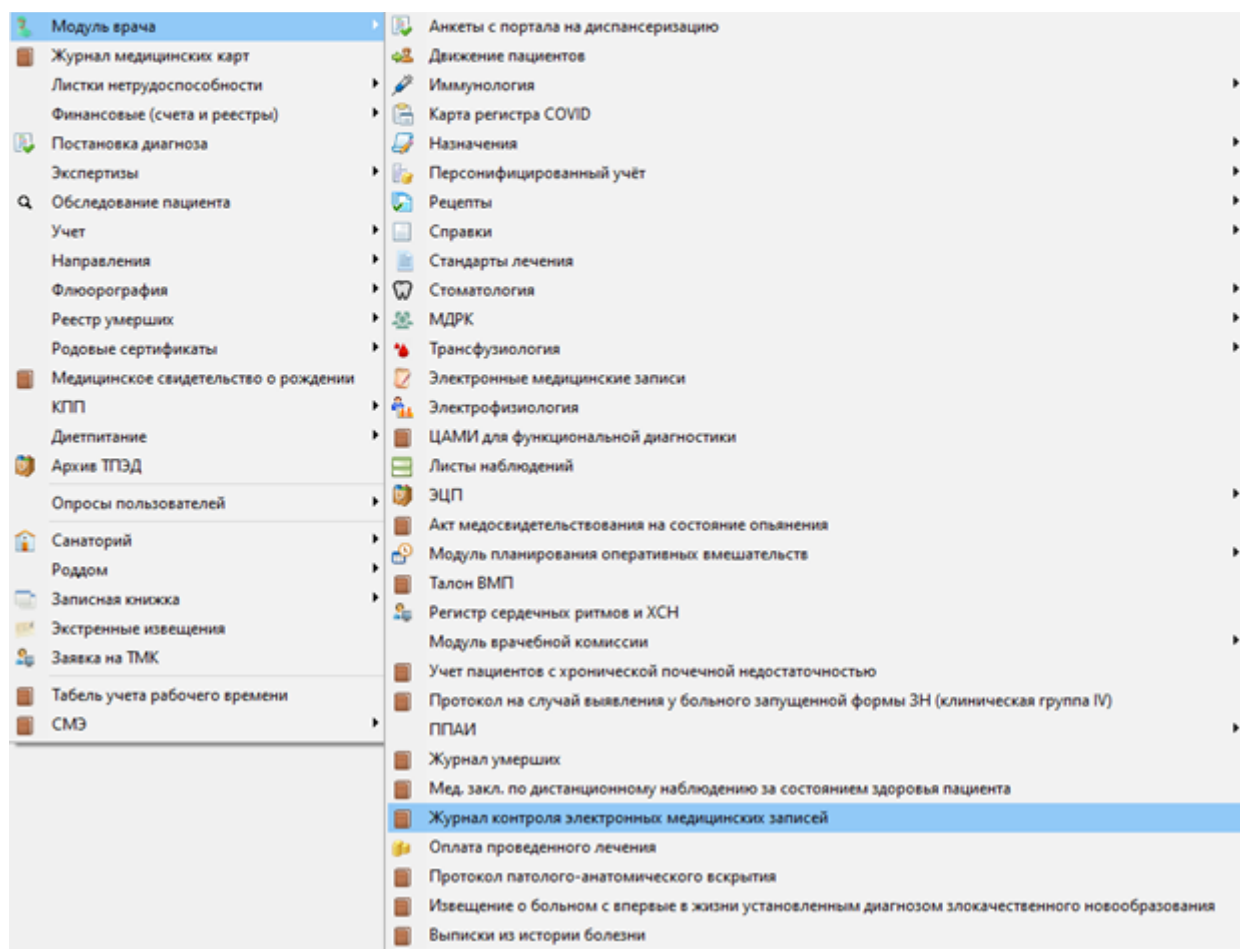 Модуль врача
Журнал медицинских карт
Листки нетрудоспособности
Финансовые (счета и реестры)
Постановка диагноза
Экспертизы
Обследование пациента
Учет
Направления
Флюорография
Реестр умерших
Родовые сертификаты
Медицинское свидетельство о рождении
КПП
Диетпитание
Архив ТПЭД
Опросы пользователей
Санаторий
Роддом
Записная книжка
Экстренные извещения
Заявка на ТМК
Табель учета рабочего времени
СМЭ
Анкеты с портала на диспансеризацию
Движение пациентов
Иммунология
Карта регистра COVID
Назначения
Персонифицированный учёт
Рецепты
Справки
Стандарты лечения
Стоматология
МДРК
Трансфузиология
Электронные медицинские записи
Электрофизиология
ЦАМИ для функциональной диагностики
Листы наблюдений
ЭЦП
Акт медосвидетельствования на состояние опьянения
Модуль планирования оперативных вмешательств
Талон ВМП
Регистр сердечных ритмов и ХСН
Модуль врачебной комиссии
Учет пациентов с хронической почечной недостаточностью
Протокол на случай выявления у больного запущенной формы ЗН (клиническая группа IV)
ППАИ
Журнал умерших
Мед. закл. по дистанционному наблюдению за состоянием здоровья пациента
Журнал контроля электронных медицинских записей
Оплата проведенного лечения
Протокол патолого-анатомического вскрытия
Извещение о больном с впервые в жизни установленным диагнозом злокачественного новообразования
Выписки из истории болезни